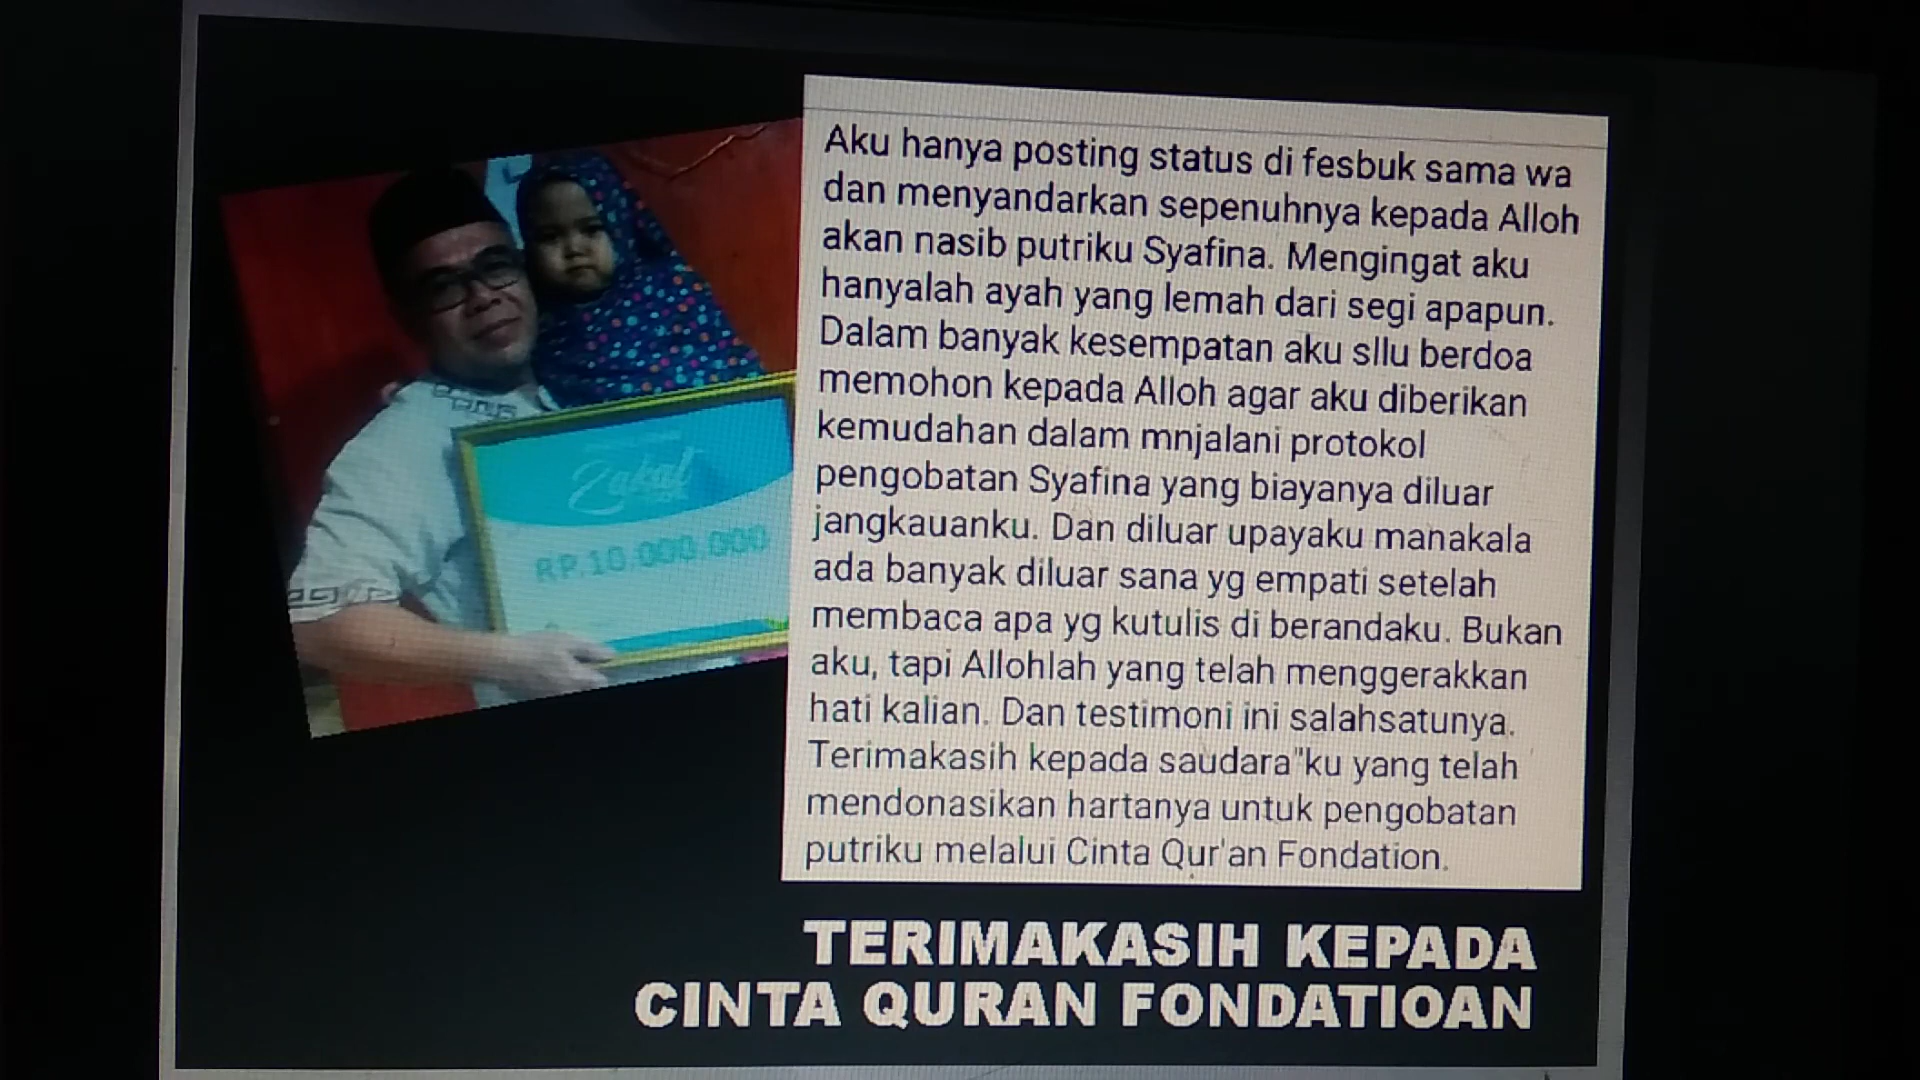 Zakat
RP.10.000.000
Aku hanya posting status di fesbuk sama wa
dan menyandarkan sepenuhnya kepada Alloh
akan nasib putriku Syafina. Mengingat aku
hanyalah ayah yang lemah dari segi apapun.
Dalam banyak kesempatan aku sllu berdoa
memohon kepada Alloh agar aku diberikan
kemudahan dalam mnjalani protokol
pengobatan Syafina yang biayanya diluar
jangkauanku. Dan diluar upayaku manakala
ada banyak diluar sana yg empati setelah
membaca apa yg kutulis di berandaku. Bukan
aku, tapi Allohlah yang telah menggerakkan
hati kalian. Dan testimoni ini salahsatunya.
Terimakasih kepada saudara"ku yang telah
mendonasikan hartanya untuk pengobatan
putriku melalui Cinta Qur'an Fondation.
TERIMAKASIH KEPADA
CINTA QURAN FONDATIOAN